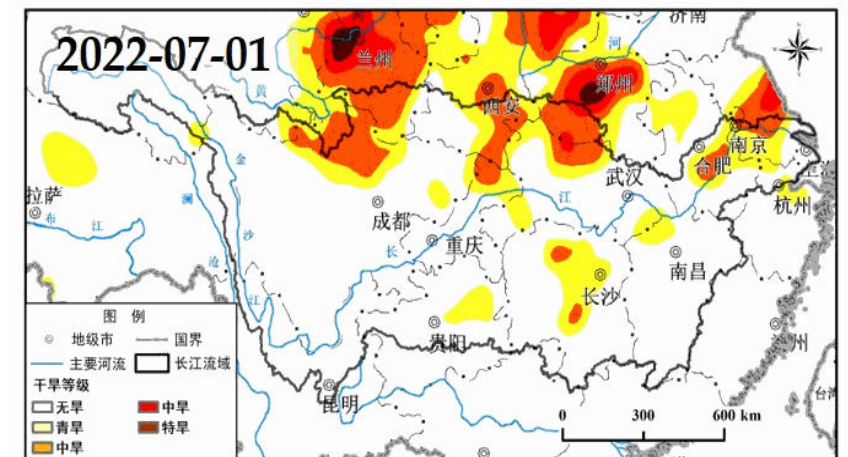 2022-07-01
济南
兰州
河
郑州
黄
西安
南京
合肥
武汉
杭州
拉萨
布
江
金
澜
沙
沧
江
成都
重庆
长
江
南昌
长沙
贵阳
昆明
州
台
图 例
地级市
国界
主要河流
长江流域
干旱等级
无旱
中旱
青旱
特旱
中旱
0 300 600 km